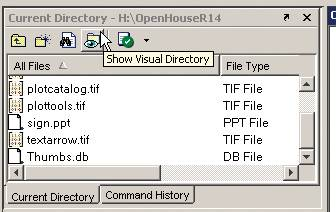 Current Directory - H:\OpenHouseR14
Show Visual Directory
All Files
File Type
plotcatalog.tif TIF File
plottools.tif TIF File
sign.ppt PPT File
textarrow.tif TIF File
Thumbs.db DB File
Current Directory Command History